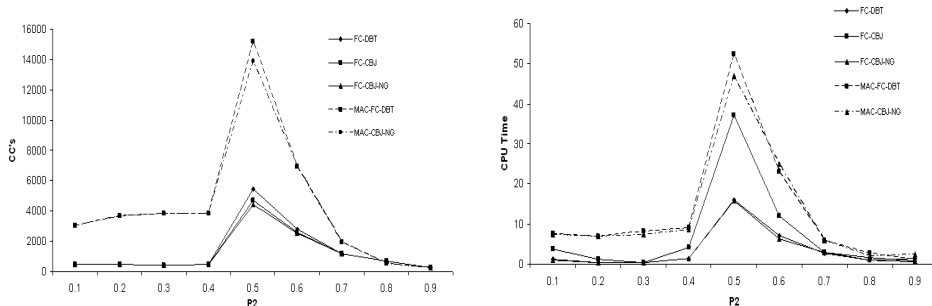 16000
14000
12000
10000
8000
6000
4000
2000
0
CC's
0.1 0.2 0.3 0.4 0.5 0.6 0.7 0.8 0.9
P2
FC-DBT
FC-CBJ
FC-CBJ-NG
MAC-FC-DBT
MAC-CBJ-NG
60
50
40
30
20
10
0
CPU Time
0.1 0.2 0.3 0.4 0.5 0.6 0.7 0.8 0.9
P2
FC-DBT
FC-CBJ
FC-CBJ-NG
MAC-FC-DBT
MAC-CBJ-NG